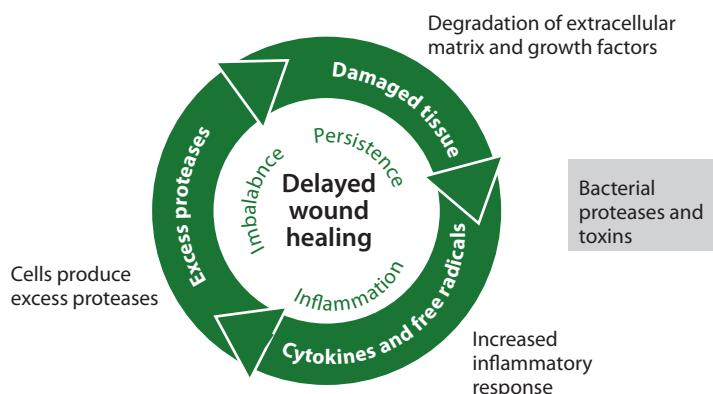 Degradation of extracellular
matrix and growth factors
Damaged tissue
Persistence
Excess proteases
Imbalabnce
Delayed
wound
healing
Bacterial
proteases and
toxins
Cells produce
excess proteases
Inflammation
Cytokines and free radicals
Increased
inflammatory
response